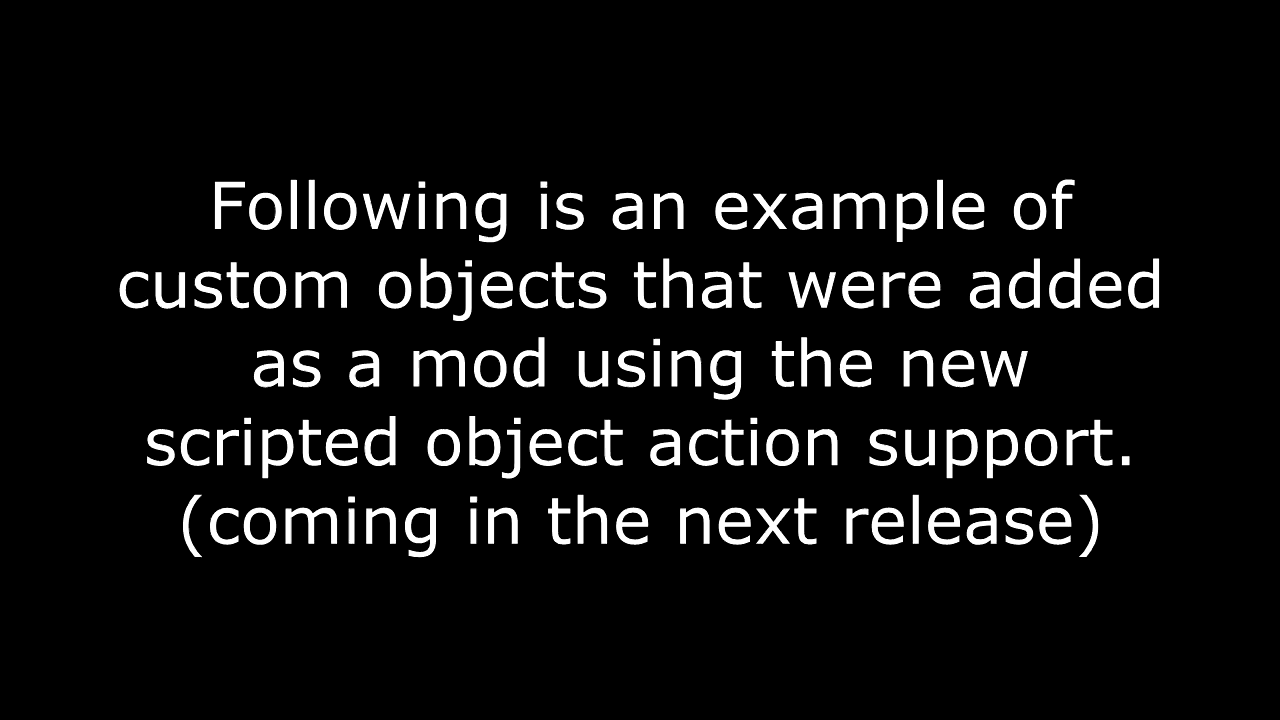 Following is an example of
custom objects that were added
as a mod using the new
scripted object action support.
(coming in the next release)